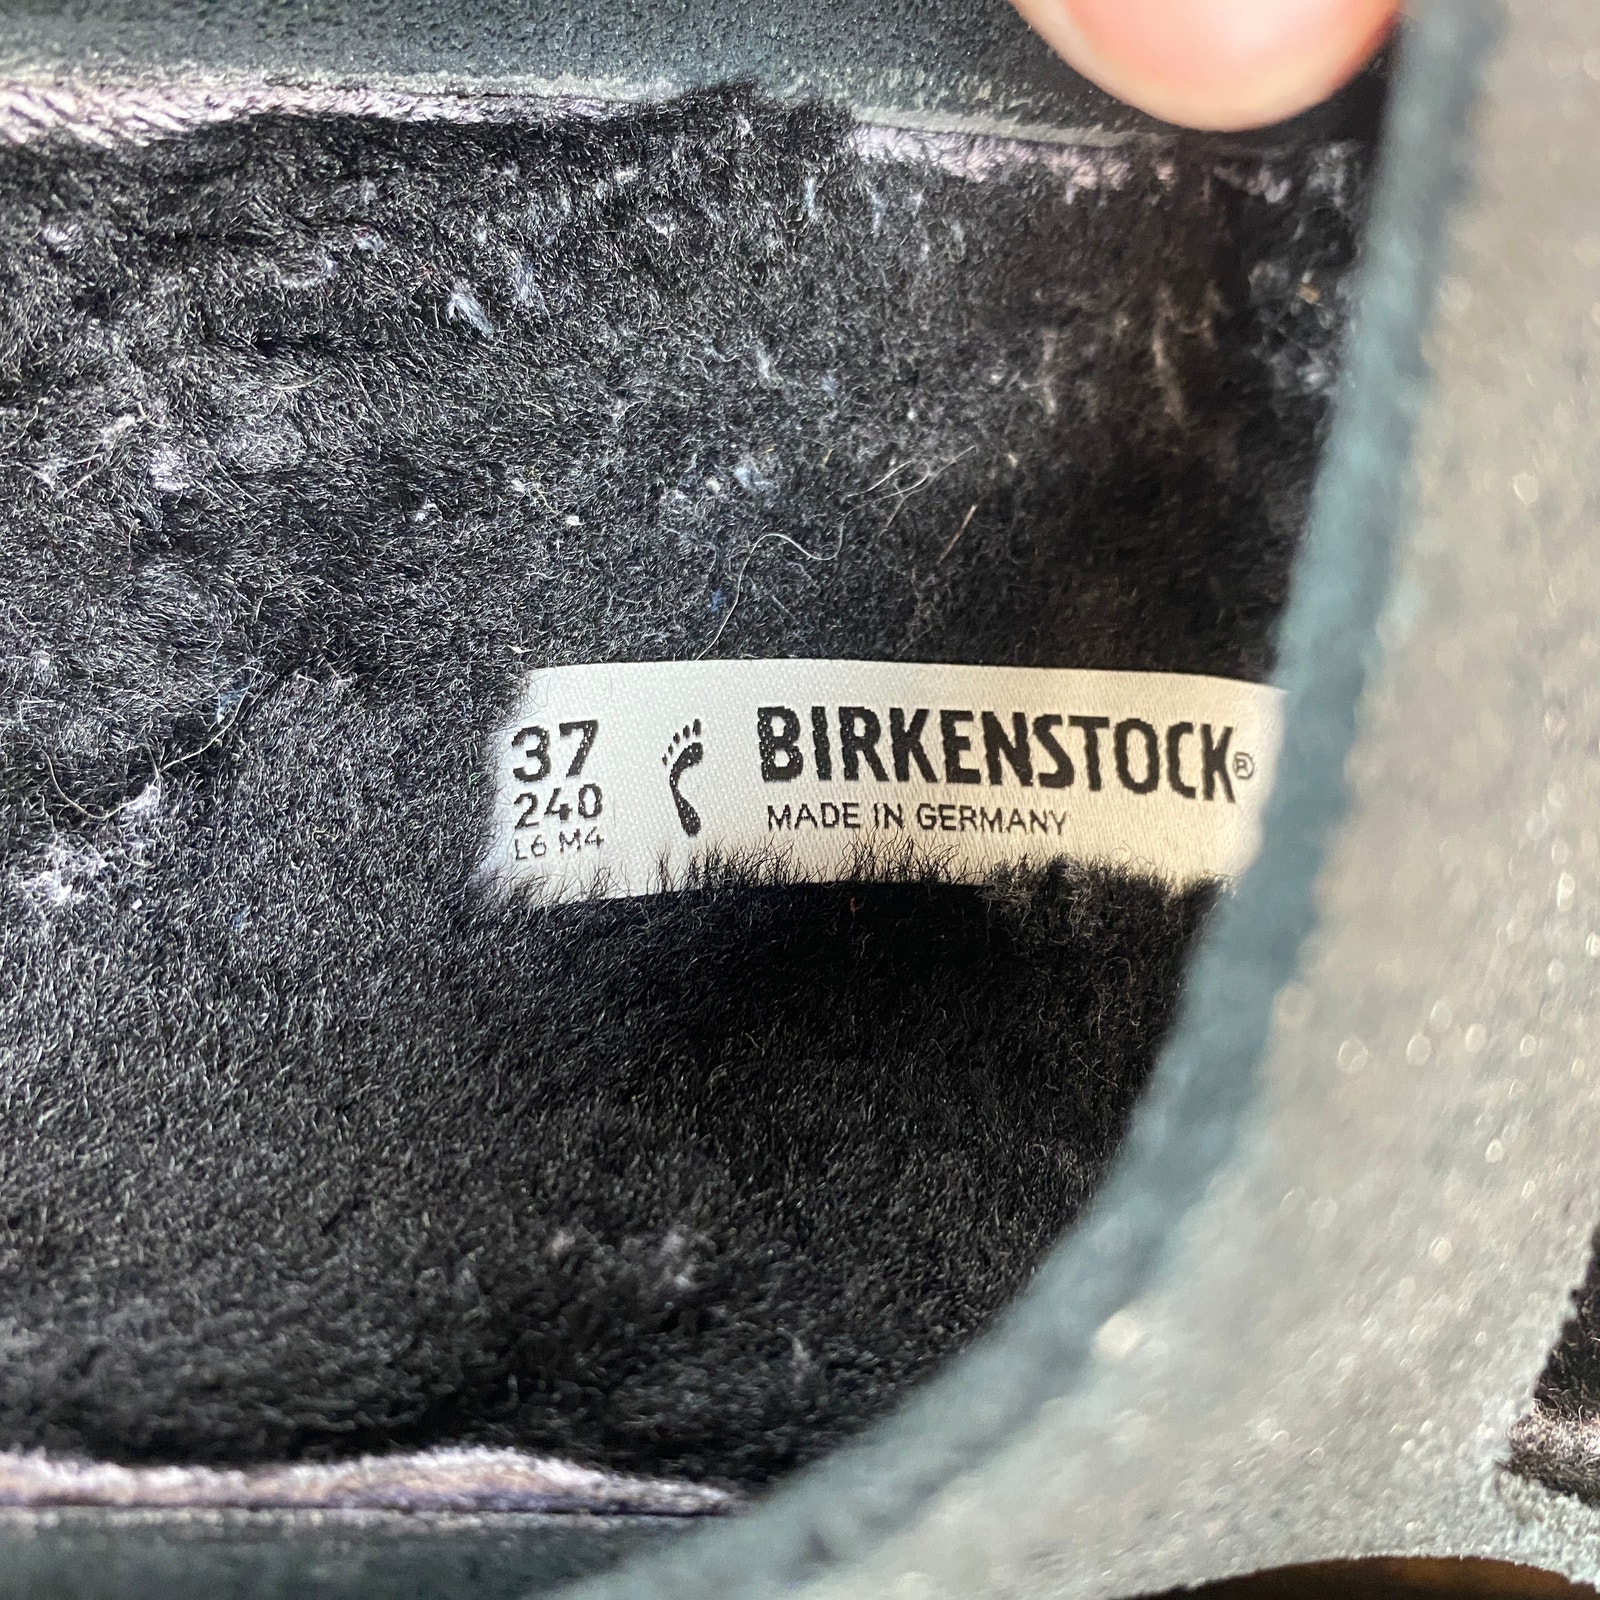 37
240
L6 M4
BIRKENSTOCK®
MADE IN GERMANY